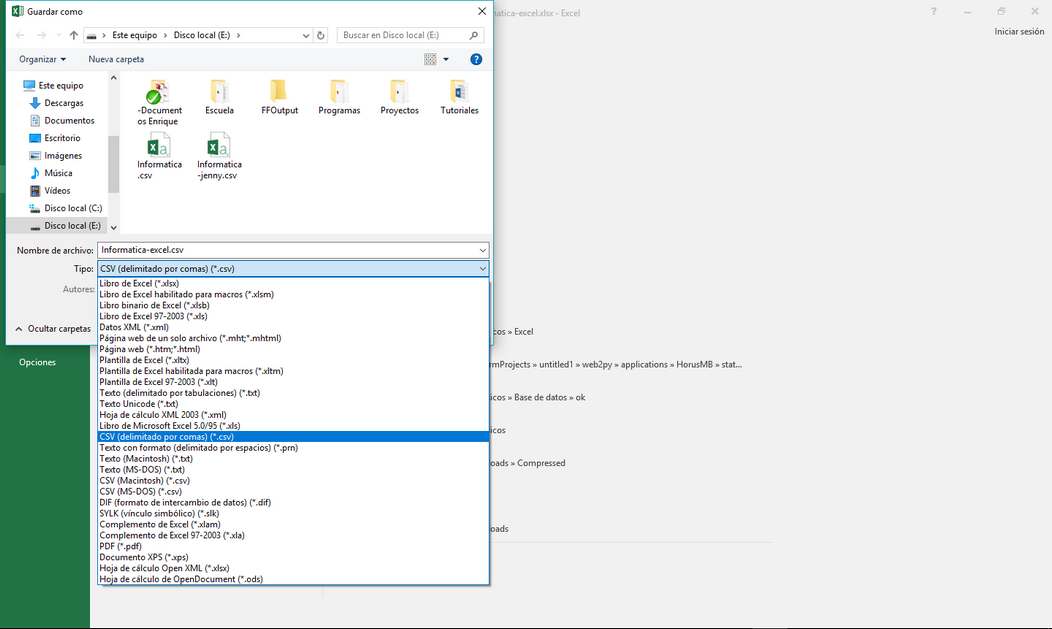 Guardar como
matica-excel.xlsx - Excel
?
Iniciar sesión
Este equipo > Disco local (E:) >
Buscar en Disco local (E:)
Organizar
Nueva carpeta
?
Este equipo
Descargas
Documentos
Escritorio
Imágenes
Música
Vídeos
Disco local (C:)
Disco local (E:)
-Document
os Enrique
Escuela
FFOutput
Programas
Proyectos
Tutoriales
Informatica
.csv
Informatica
-jenny.csv
Nombre de archivo: Informatica-excel.csv
Tipo: CSV (delimitado por comas) (*.csv)
Autores:
Libro de Excel (*.xlsx)
Libro de Excel habilitado para macros (*.xlsm)
Libro binario de Excel (*.xlsb)
Libro de Excel 97-2003 (*.xls)
Datos XML (*.xml)
Página web de un solo archivo (*.mht;*.mhtml)
Página web (*.htm;*.html)
Plantilla de Excel (*.xltx)
Plantilla de Excel habilitada para macros (*.xltm)
Plantilla de Excel 97-2003 (*.xlt)
Texto (delimitado por tabulaciones) (*.txt)
Texto Unicode (*.txt)
Hoja de cálculo XML 2003 (*.xml)
Libro de Microsoft Excel 5.0/95 (*.xls)
CSV (delimitado por comas) (*.csv)
Texto con formato (delimitado por espacios) (*.prn)
Texto (Macintosh) (*.txt)
Texto (MS-DOS) (*.txt)
CSV (Macintosh) (*.csv)
CSV (MS-DOS) (*.csv)
DIF (formato de intercambio de datos) (*.dif)
SYLK (vínculo simbólico) (*.slk)
Complemento de Excel (*.xlam)
Complemento de Excel 97-2003 (*.xla)
PDF (*.pdf)
Documento XPS (*.xps)
Hoja de cálculo Open XML (*.xlsx)
Hoja de cálculo de OpenDocument (*.ods)
Ocultar carpetas
Opciones
cos » Excel
rmProjects » untitled1 » web2py » applications » HorusMB » stat...
icos » Base de datos » ok
icos
oads » Compressed
oads